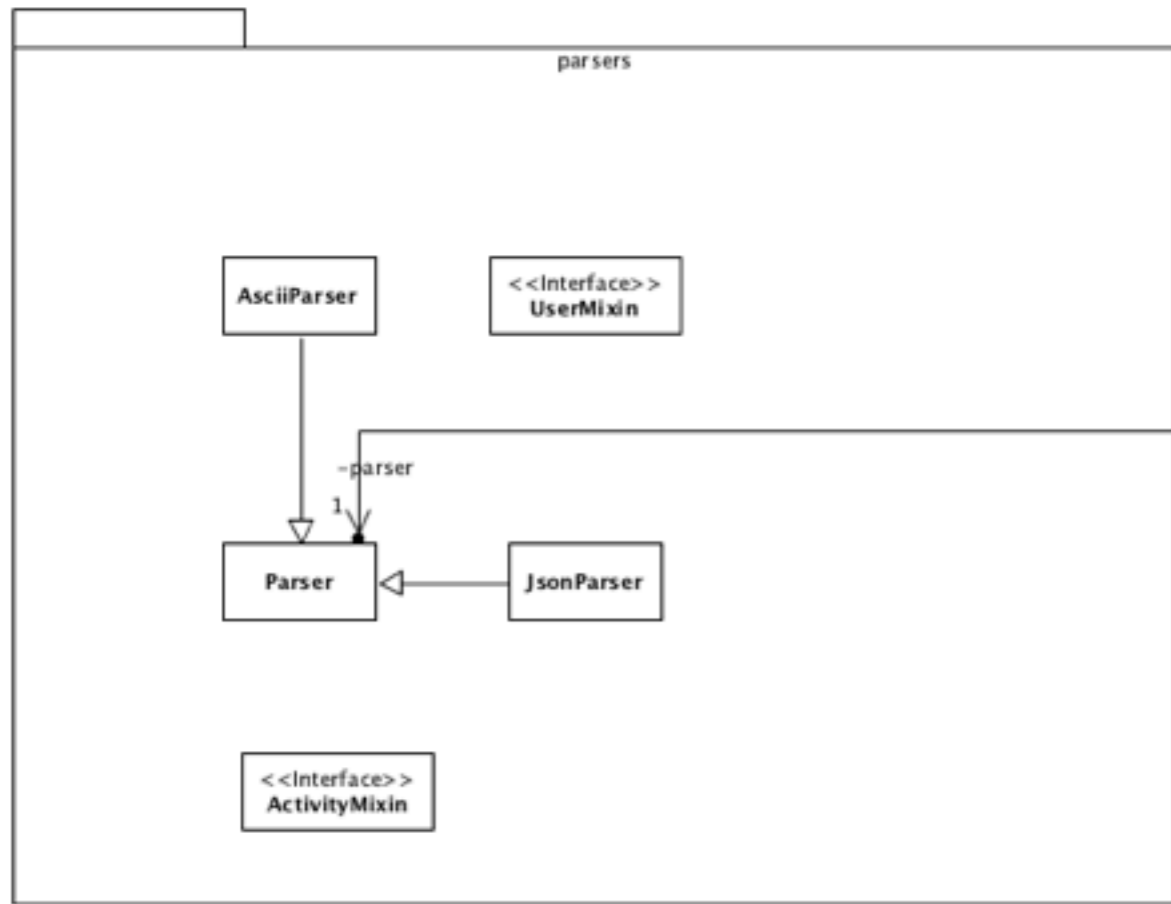 parsers
AsciiParser
<<Interface>>
UserMixin
-parser
1
Parser
JsonParser
<<Interface>>
ActivityMixin